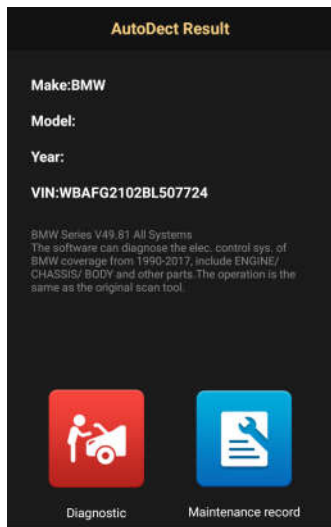 AutoDect Result
Make:BMW
Model:
Year:
VIN:WBAFG2102BL507724
BMW Series V49.81 All Systems
The software can diagnose the elec. control sys. of
BMW coverage from 1990-2017, include ENGINE/
CHASSIS/ BODY and other parts.The operation is the
same as the original scan tool.
Diagnostic
Maintenance record